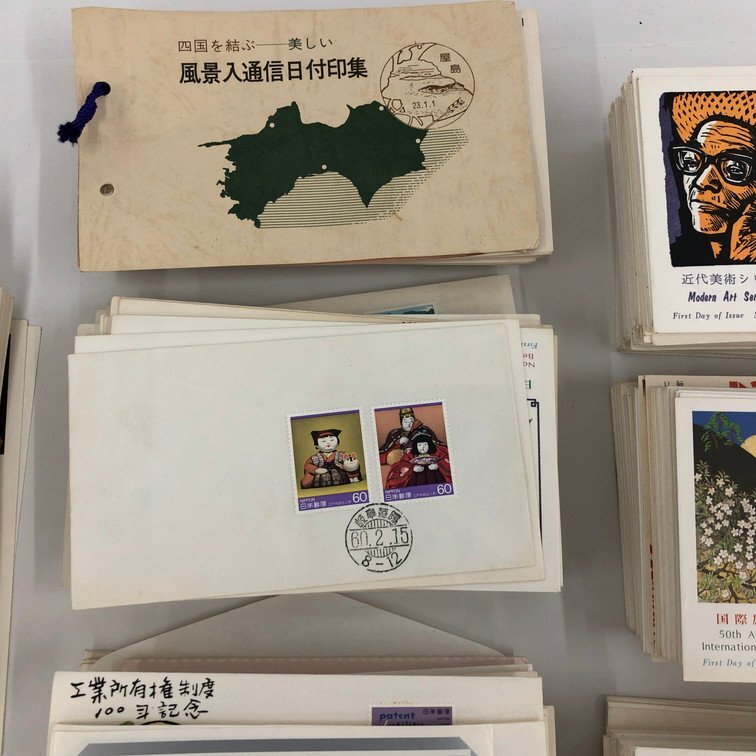 四国を結ぶ──美しい
風景入通信日付印集
屋島
23.1.1
近代美術シリ
Modern Art Ser
First Day of Issue
NIPPON
日本郵便
60
NIPPON
日本郵便
60
60.2.15
8-12
国際
50th A
Internation
First Day of
工業所有権制度
100年記念
patent
日本郵便
NIPPON